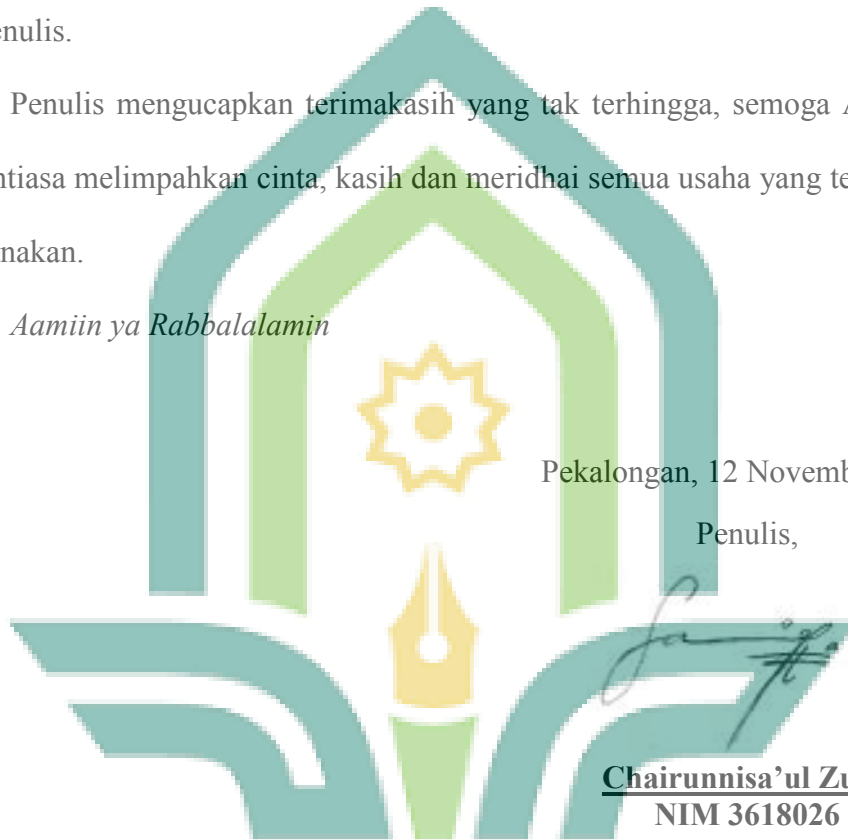 enulis.
Penulis mengucapkan terimakasih yang tak terhingga, semoga A
ntiasa melimpahkan cinta, kasih dan meridhai semua usaha yang te
nakan.
Aamiin ya Rabbalalamin
Pekalongan, 12 Novemb
Penulis,
Chairunnisa'ul Zu
NIM 3618026